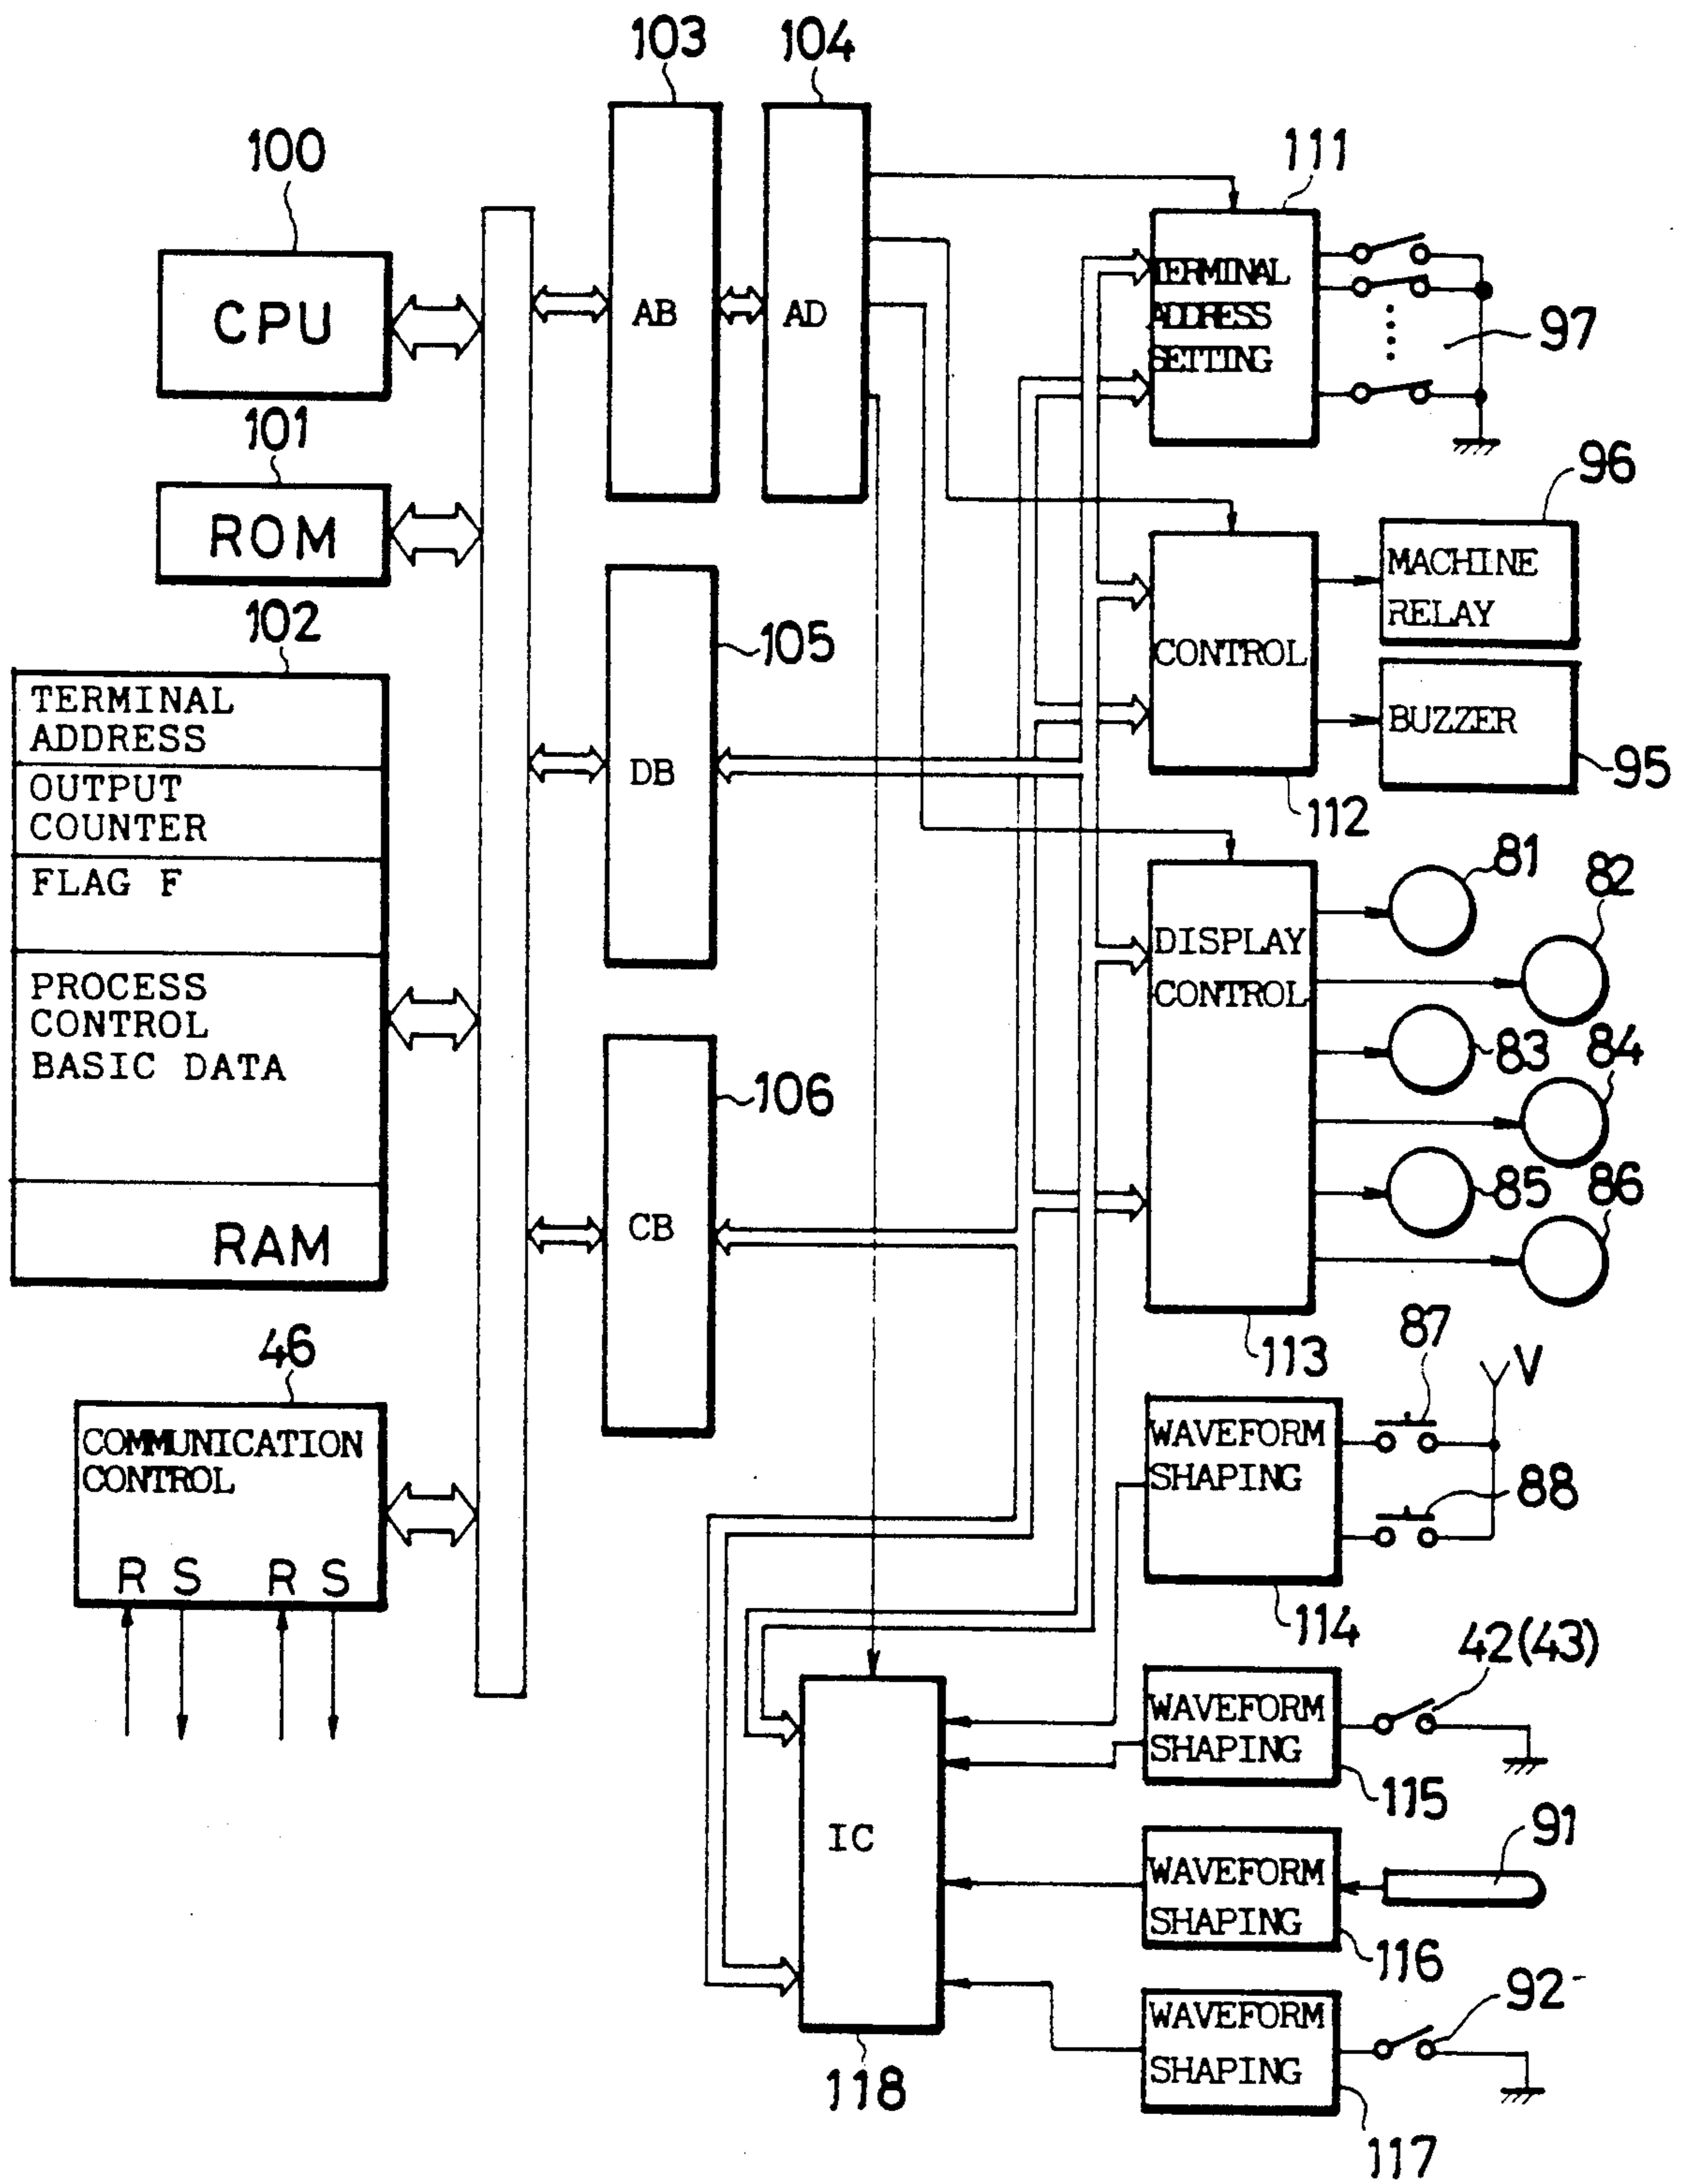 103
104
100
111
CPU
AB
AD
TERMINAL
ADDRESS
SETTING
97
101
ROM
96
MACHINE
RELAY
102
105
CONTROL
BUZZER
95
TERMINAL
ADDRESS
OUTPUT
COUNTER
DB
112
FLAG F
81
82
DISPLAY
CONTROL
PROCESS
CONTROL
BASIC DATA
83
84
106
85
86
CB
RAM
46
113
87
V
COMMUNICATION
CONTROL
WAVEFORM
SHAPING
88
R S R S
114
42(43)
WAVEFORM
SHAPING
115
IC
91
WAVEFORM
SHAPING
116
92
WAVEFORM
SHAPING
118
117